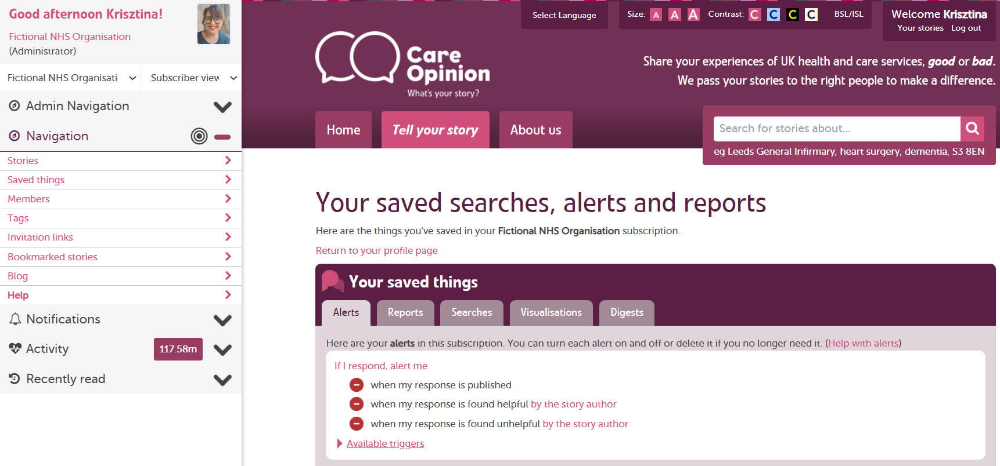 Good afternoon Krisztina!
Fictional NHS Organisation
(Administrator)
Fictional NHS Organisati
Subscriber view
Admin Navigation
Navigation
Stories
Saved things
Members
Tags
Invitation links
Bookmarked stories
Blog
Help
Notifications
Activity
117.58m
Recently read
Select Language
Size: A A A Contrast: C C C C BSL/ISL
Welcome Krisztina
Your stories Log out
Care
Opinion
What's your story?
Share your experiences of UK health and care services, good or bad.
We pass your stories to the right people to make a difference.
Home
Tell your story
About us
Search for stories about...
eg Leeds General Infirmary, heart surgery, dementia, S3 8EN
Your saved searches, alerts and reports
Here are the things you've saved in your Fictional NHS Organisation subscription.
Return to your profile page
Your saved things
Alerts
Reports
Searches
Visualisations
Digests
Here are your alerts in this subscription. You can turn each alert on and off or delete it if you no longer need it. (Help with alerts)
If I respond, alert me
when my response is published
when my response is found helpful by the story author
when my response is found unhelpful by the story author
Available triggers